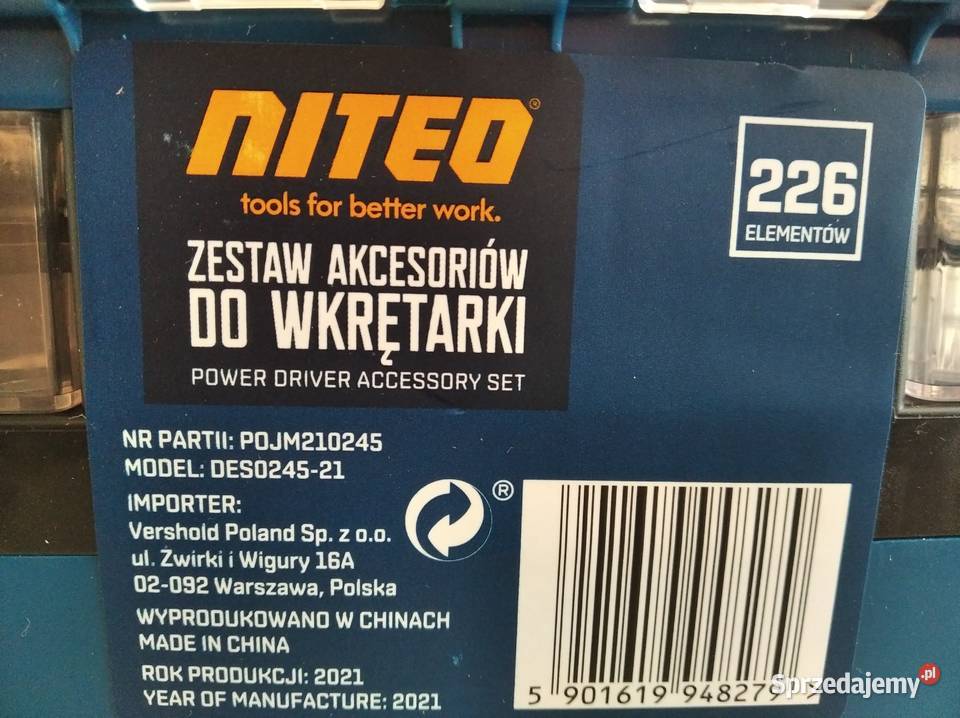 NITEO®
tools for better work.
ZESTAW AKCESORIÓW
DO WKRĘTARKI
POWER DRIVER ACCESSORY SET
226
ELEMENTÓW
NR PARTII: POJM210245
MODEL: DES0245-21
IMPORTER:
Vershold Poland Sp. z o.o.
ul. Żwirki i Wigury 16A
02-092 Warszawa, Polska
WYPRODUKOWANO W CHINACH
MADE IN CHINA
ROK PRODUKCJI: 2021
YEAR OF MANUFACTURE: 2021
®
5 901619
Sprzedajemy.pl